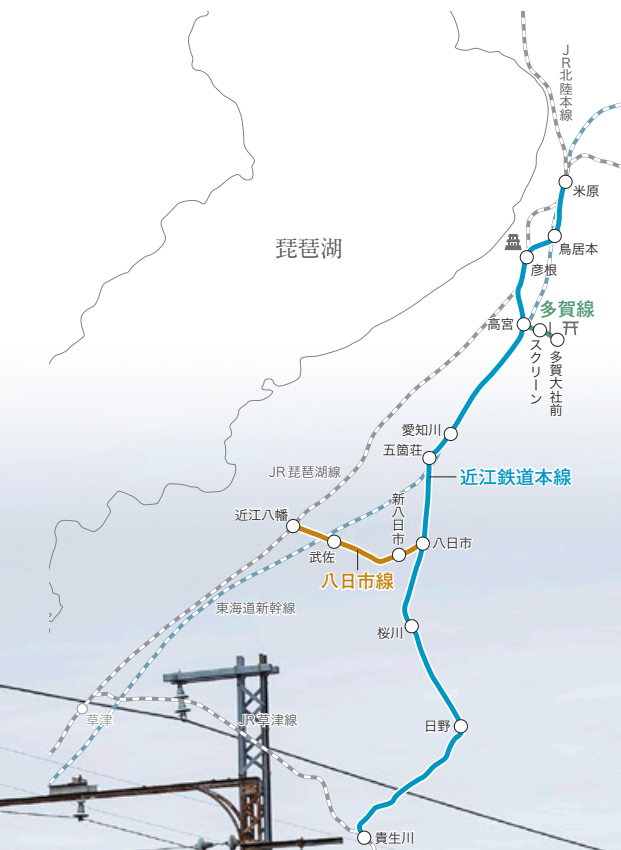 JR北陸本線
米原
鳥居本
琵琶湖
彦根
多賀線
高宮
スクリーン
多賀大社前
愛知川
五箇荘
JR琵琶湖線
近江鉄道本線
新八日市
近江八幡
八日市
武佐
八日市線
東海道新幹線
桜川
草津
JR草津線
日野
貴生川